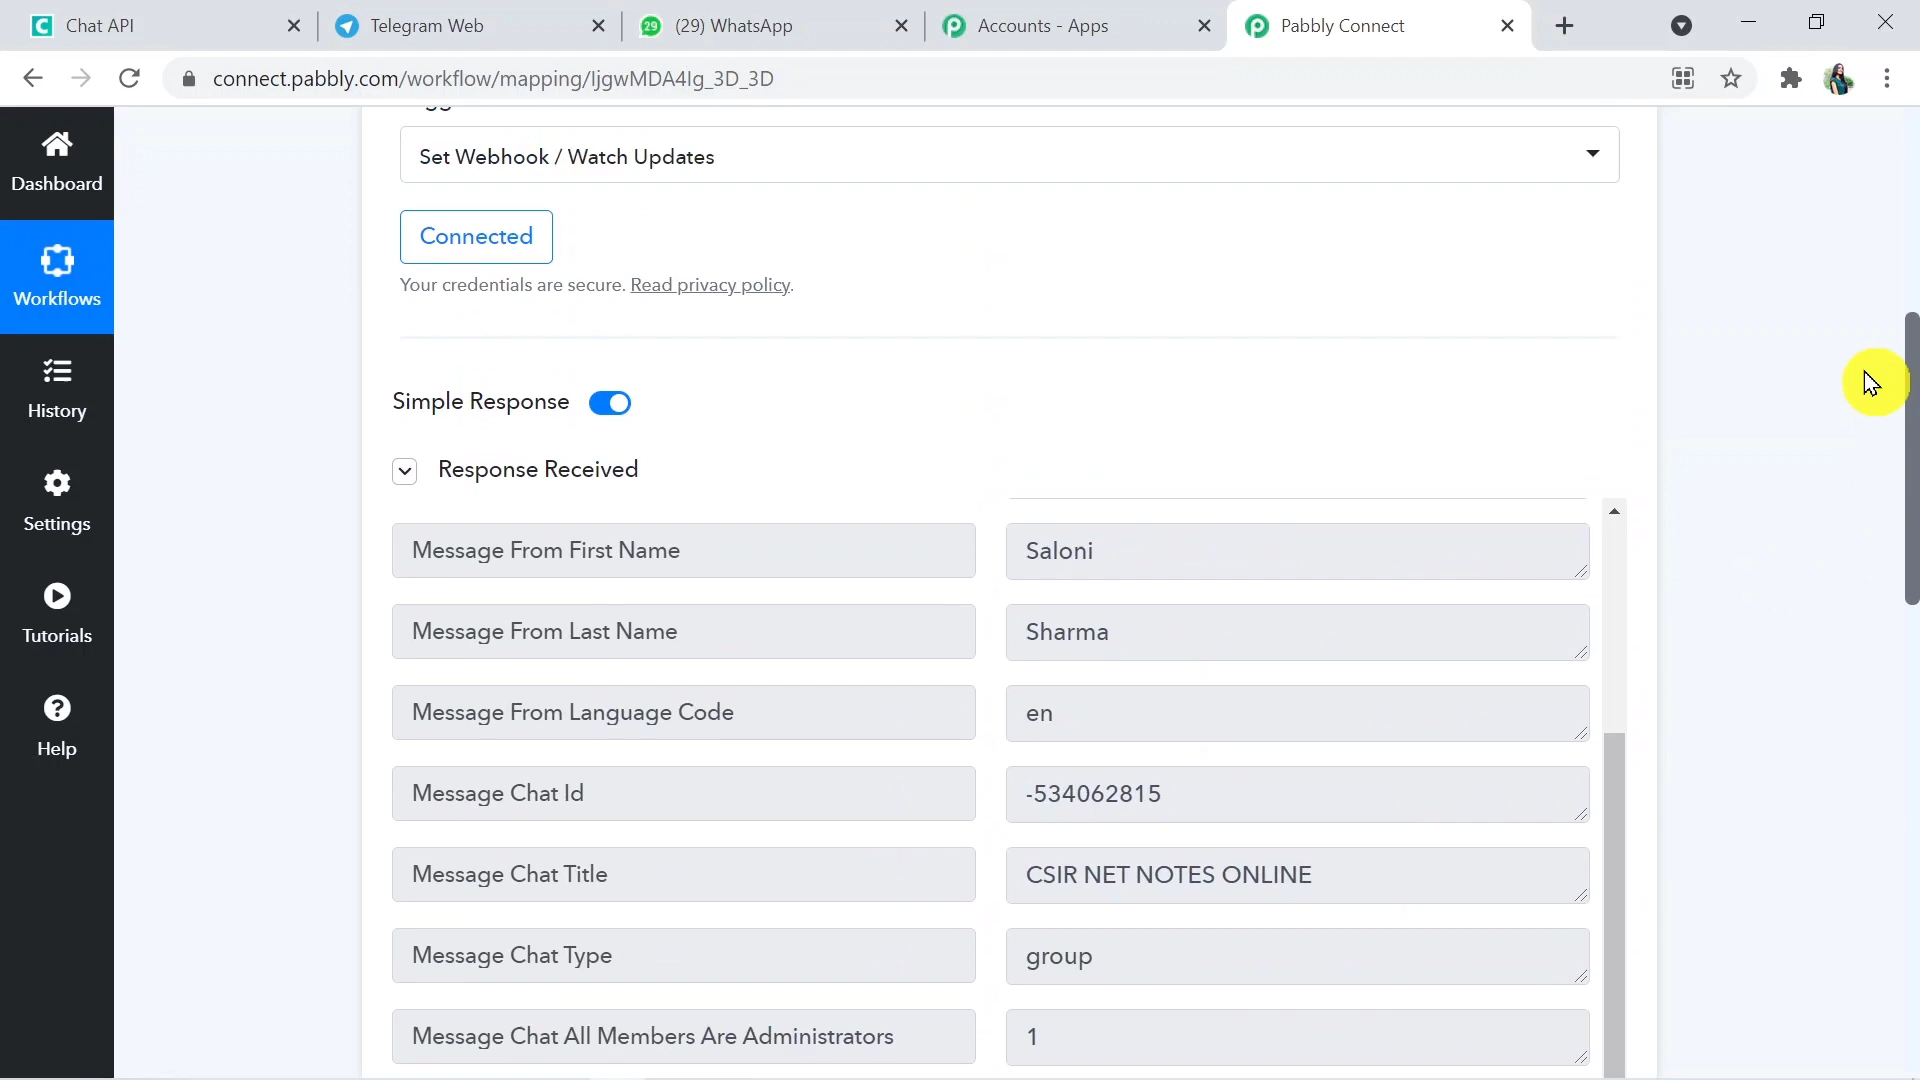 Chat API
Telegram Web
29
(29) WhatsApp
Accounts - Apps
Pabbly Connect
connect.pabbly.com/workflow/mapping/IjgwMDA4Ig_3D_3D
Dashboard
Workflows
History
Settings
Tutorials
Help
Set Webhook / Watch Updates
Connected
Your credentials are secure. Read privacy policy.
Simple Response
Response Received
Message From First Name
Saloni
Message From Last Name
Sharma
Message From Language Code
en
Message Chat Id
-534062815
Message Chat Title
CSIR NET NOTES ONLINE
Message Chat Type
group
Message Chat All Members Are Administrators
1